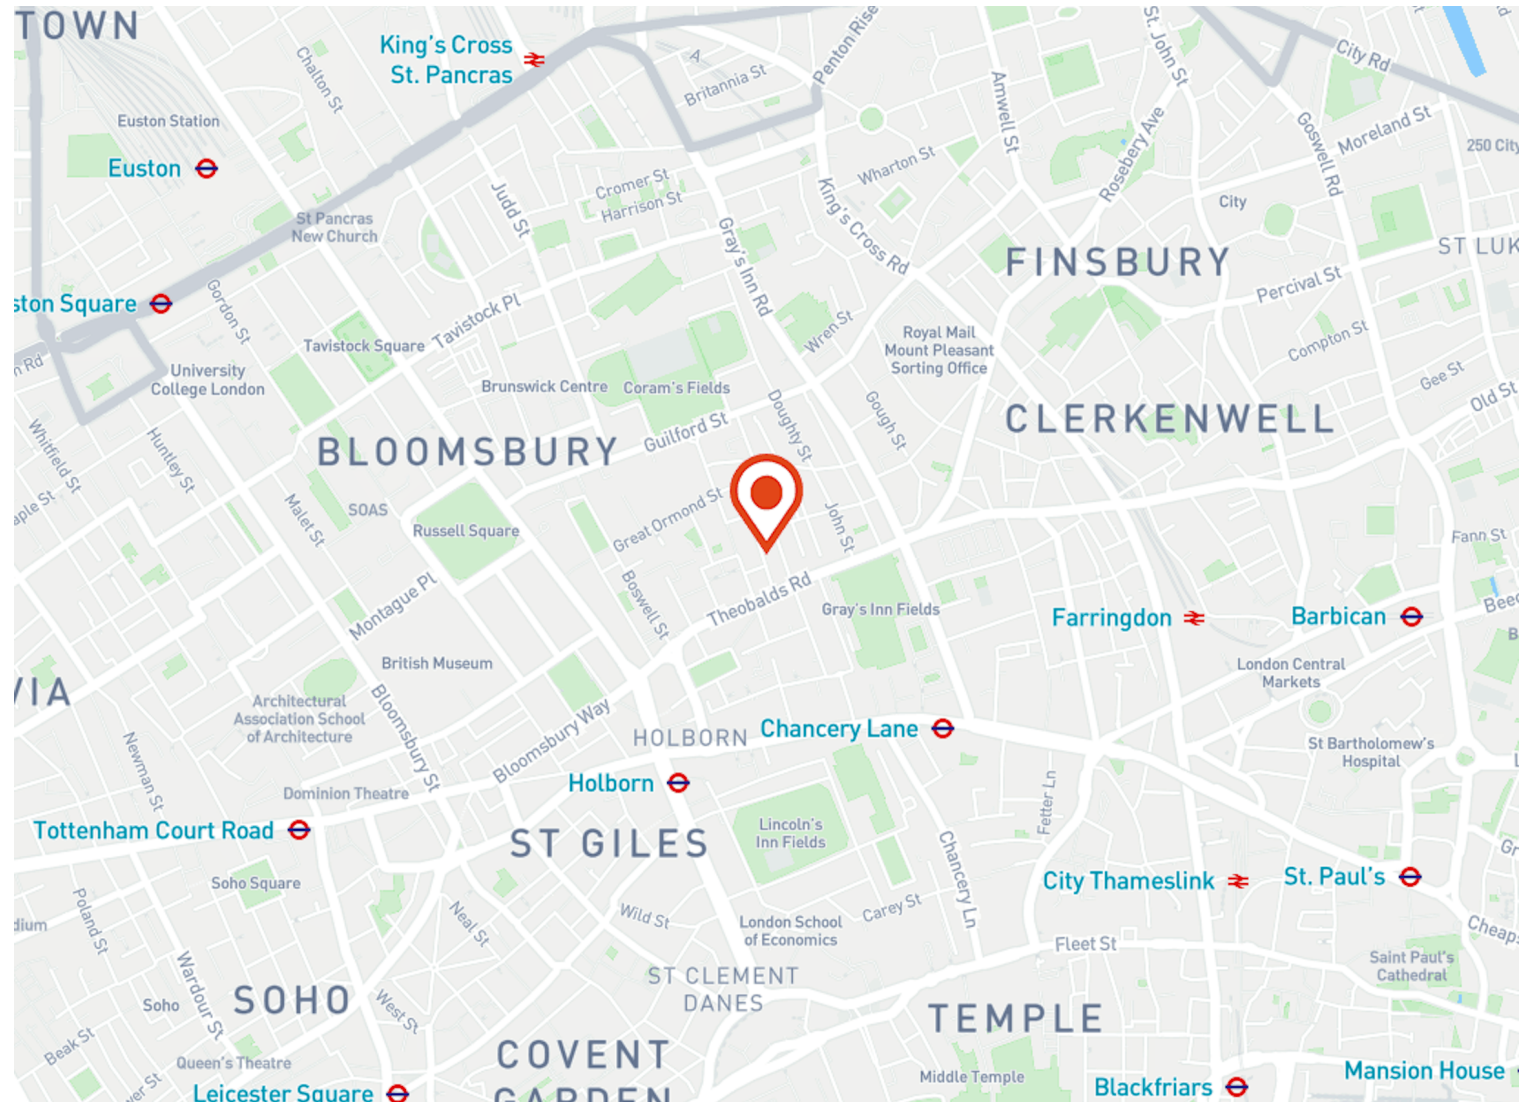 TOWN
King's Cross
St. Pancras
A
Britannia St
Penton Rise
St. John St
City Rd
Chalton St
Euston Station
Euston
Amwell St
Rosebery Ave
Goswell Rd
Moreland St
250 City
Wharton St
Cromer St
Harrison St
Judd St
St Pancras
New Church
King's Cross Rd
Gray's Inn Rd
City
FINSBURY
ST LUK
Percival St
ston Square
Gordon St
Tavistock Pl
Tavistock Square
Wren St
Royal Mail
Mount Pleasant
Sorting Office
Compton St
n Rd
University
College London
Brunswick Centre
Coram's Fields
Gee St
Old St
Doughty St
Gough St
Guilford St
CLERKENWELL
BLOOMSBURY
Whitfield St
Huntley St
aple St
Malet St
SOAS
Russell Square
Great Ormond St
John St
Fann St
Montague Pl
Boswell St
Theobalds Rd
Gray's Inn Fields
Farringdon
Barbican
Beec
B
British Museum
London Central
Markets
VIA
Architectural
Association School
of Architecture
Bloomsbury St
Bloomsbury Way
HOLBORN
Chancery Lane
St Bartholomew's
Hospital
L
Newman St
Holborn
Dominion Theatre
Fetter Ln
Tottenham Court Road
ST GILES
Lincoln's
Inn Fields
Chancery Ln
Gr
Soho Square
City Thameslink
St. Paul's
Poland St
dium
Neal St
Wild St
London School
of Economics
Carey St
Fleet St
Cheaps
Saint Paul's
Cathedral
Wardour St
ST CLEMENT
DANES
Soho
SOHO
West St
TEMPLE
Beak St
Queen's Theatre
COVENT
GARDEN
Middle Temple
Mansion House
Blackfriars
ver St
Leicester Square